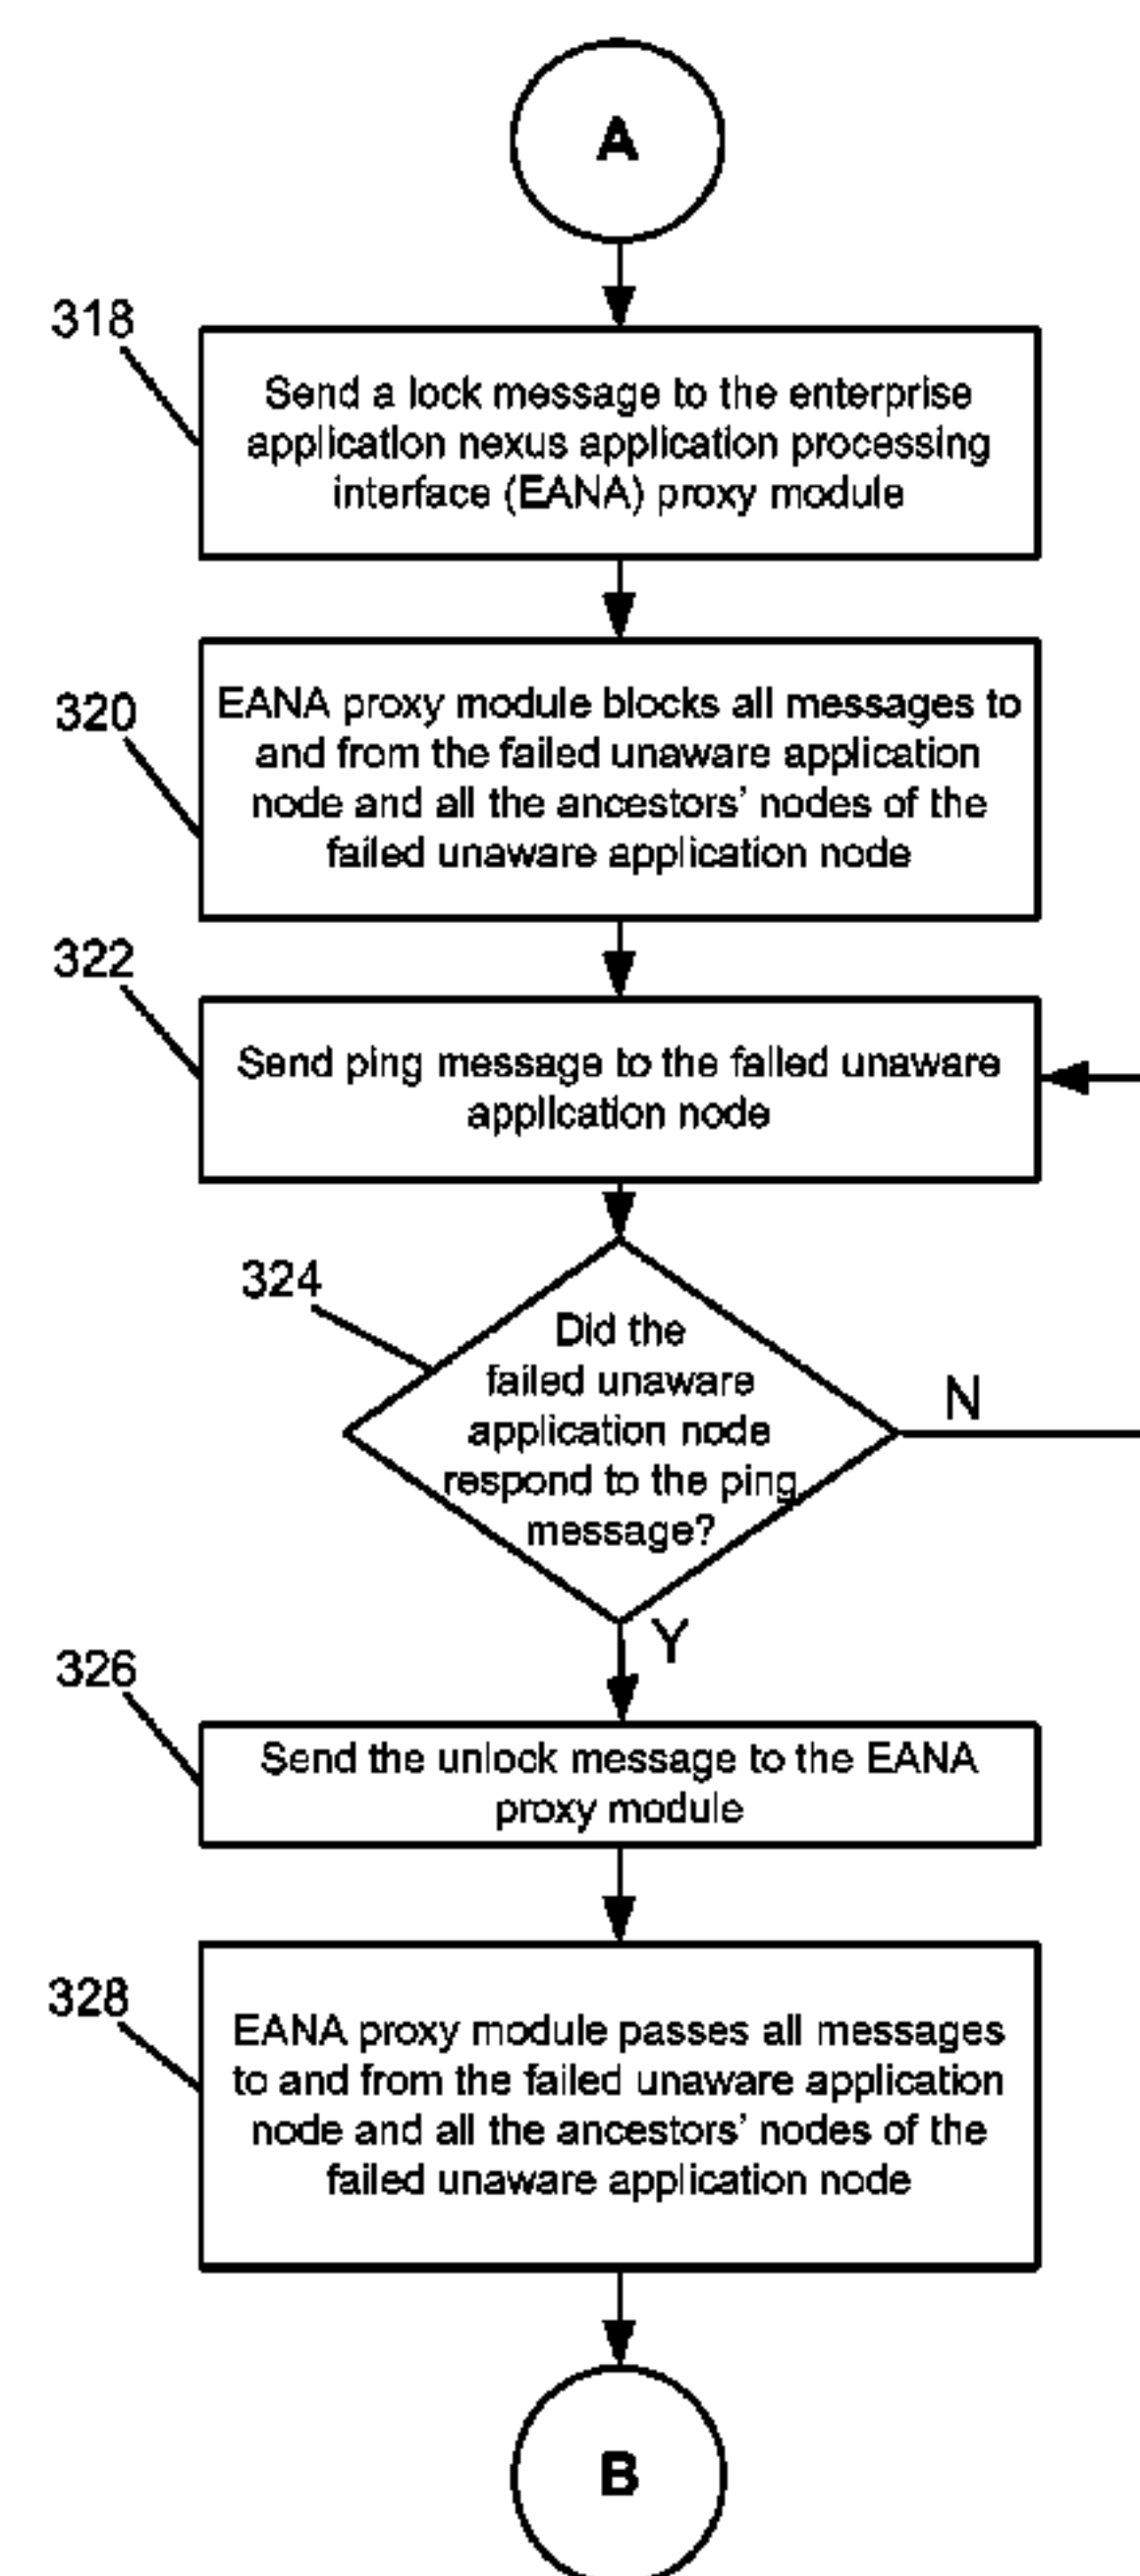 A
318
Send a lock message to the enterprise
application nexus application processing
interface (EANA) proxy module
320
EANA proxy module blocks all messages to
and from the failed unaware application
node and all the ancestors' nodes of the
failed unaware application node
322
Send ping message to the failed unaware
application node
324
Did the
failed unaware
application node
respond to the ping
message?
N
Y
326
Send the unlock message to the EANA
proxy module
328
EANA proxy module passes all messages
to and from the failed unaware application
node and all the ancestors' nodes of the
failed unaware application node
B